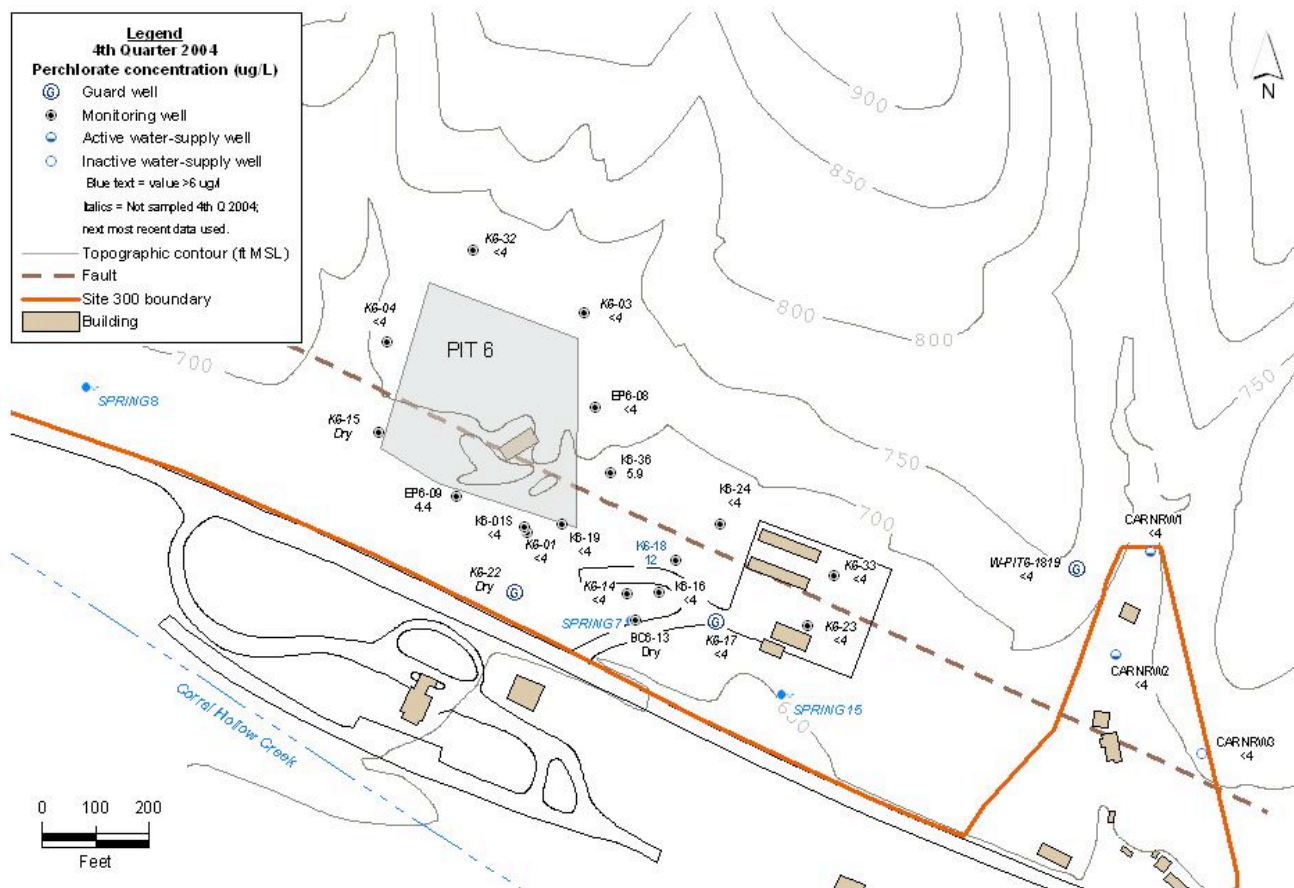 Legend
4th Quarter 2004
Perchlorate concentration (ug/L)
G Guard well
Monitoring well
Active water-supply well
Inactive water-supply well
Blue text = value >6 ug/l
Italics = Not sampled 4th Q 2004;
next most recent data used.
Topographic contour (ft MSL)
Fault
Site 300 boundary
Building
N
900
850
800
800
750
750
700
700
600
K6-32
<4
K6-03
<4
K6-04
<4
PIT 6
SPRING8
EP6-08
<4
K6-15
Dry
K6-36
5.9
EP6-09
4.4
K6-24
<4
K6-01S
<4
K6-01
<4
K6-19
<4
K6-18
12
CARNRW1
<4
W-PIT6-1819
<4
G
K6-22
Dry
G
K6-14
<4
K6-16
<4
K6-33
<4
SPRING7
BC6-13
Dry
G
K6-17
<4
K6-23
<4
CARNRW2
<4
SPRING15
CARNRW3
<4
Corral Hollow Creek
0 100 200
Feet